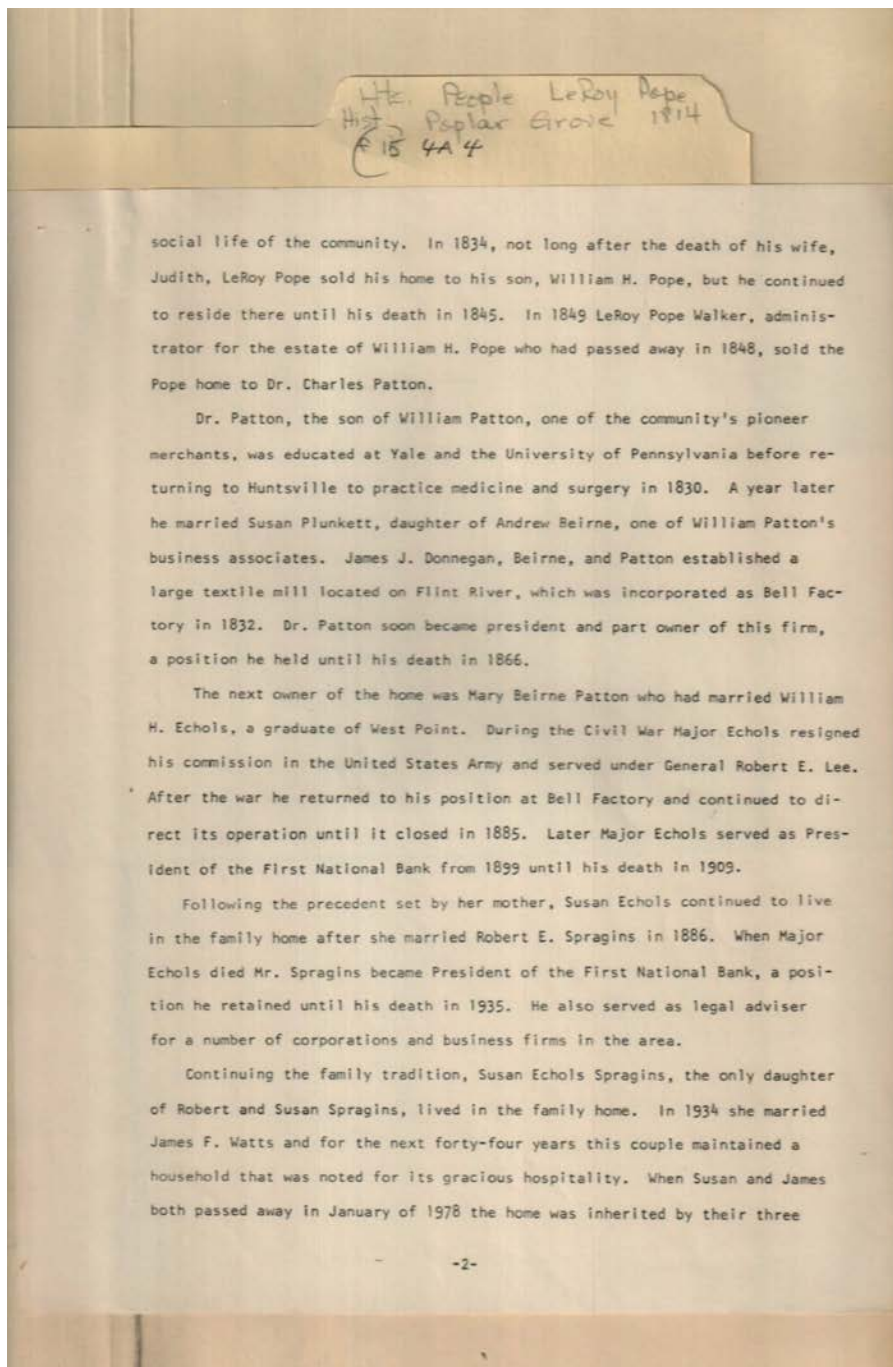 Hte. People LeRoy Pope
Hist Poplar Grove 1814
15 4A 4
social life of the community. In 1834, not long after the death of his wife,
Judith, LeRoy Pope sold his home to his son, William H. Pope, but he continued
to reside there until his death in 1845. In 1849 LeRoy Pope Walker, adminis-
trator for the estate of William H. Pope who had passed away in 1848, sold the
Pope home to Dr. Charles Patton.
Dr. Patton, the son of William Patton, one of the community's pioneer
merchants, was educated at Yale and the University of Pennsylvania before re-
turning to Huntsville to practice medicine and surgery in 1830. A year later
he married Susan Plunkett, daughter of Andrew Beirne, one of William Patton's
business associates. James J. Donnegan, Beirne, and Patton established a
large textile mill located on Flint River, which was incorporated as Bell Fac-
tory in 1832. Dr. Patton soon became president and part owner of this firm,
a position he held until his death in 1866.
The next owner of the home was Mary Beirne Patton who had married William
H. Echols, a graduate of West Point. During the Civil War Major Echols resigned
his commission in the United States Army and served under General Robert E. Lee.
After the war he returned to his position at Bell Factory and continued to di-
rect its operation until it closed in 1885. Later Major Echols served as Pres-
ident of the First National Bank from 1899 until his death in 1909.
Following the precedent set by her mother, Susan Echols continued to live
in the family home after she married Robert E. Spragins in 1886. When Major
Echols died Mr. Spragins became President of the First National Bank, a posi-
tion he retained until his death in 1935. He also served as legal adviser
for a number of corporations and business firms in the area.
Continuing the family tradition, Susan Echols Spragins, the only daughter
of Robert and Susan Spragins, lived in the family home. In 1934 she married
James F. Watts and for the next forty-four years this couple maintained a
household that was noted for its gracious hospitality. When Susan and James
both passed away in January of 1978 the home was inherited by their three
-2-